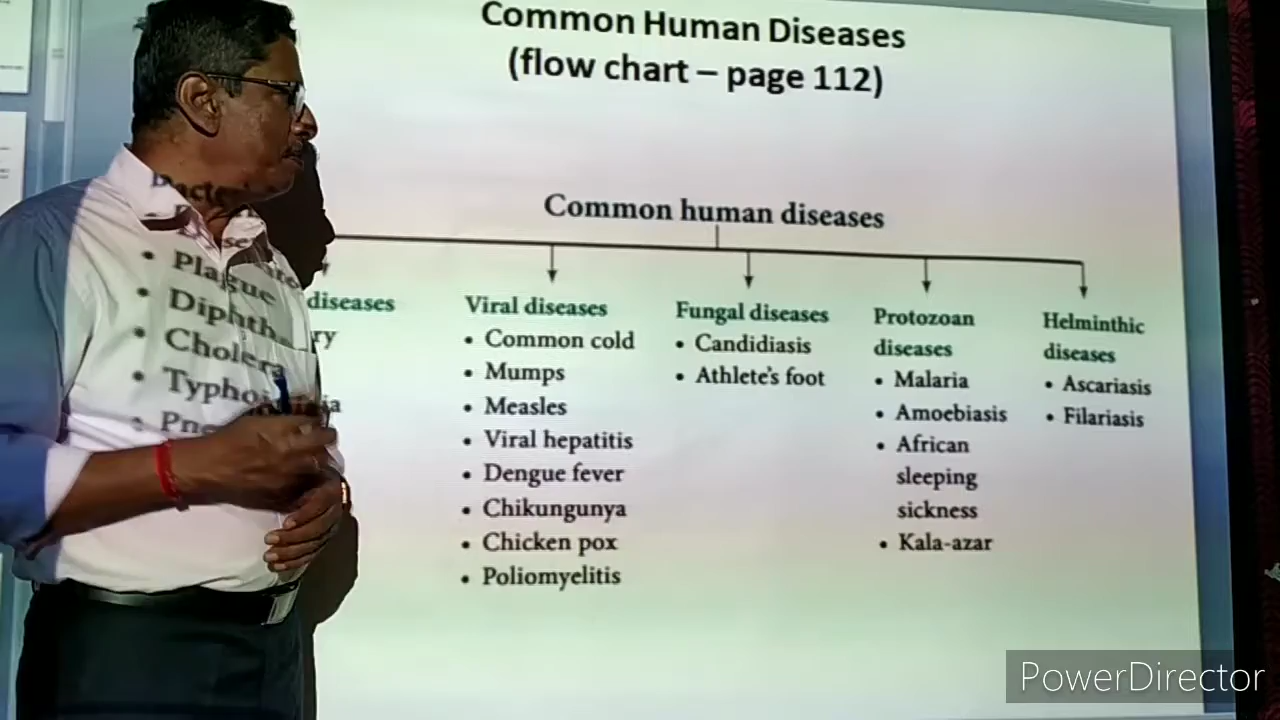 Common Human Diseases
(flow chart – page 112)
Common human diseases
diseases
Plague
Viral diseases
• Common cold
• Mumps
• Measles
• Viral hepatitis
• Dengue fever
• Chikungunya
• Chicken pox
• Poliomyelitis
Fungal diseases
• Candidiasis
• Athlete's foot
Protozoan
diseases
• Malaria
• Amoebiasis
• African
sleeping
sickness
• Kala-azar
Helminthic
diseases
• Ascariasis
• Filariasis
PowerDirector